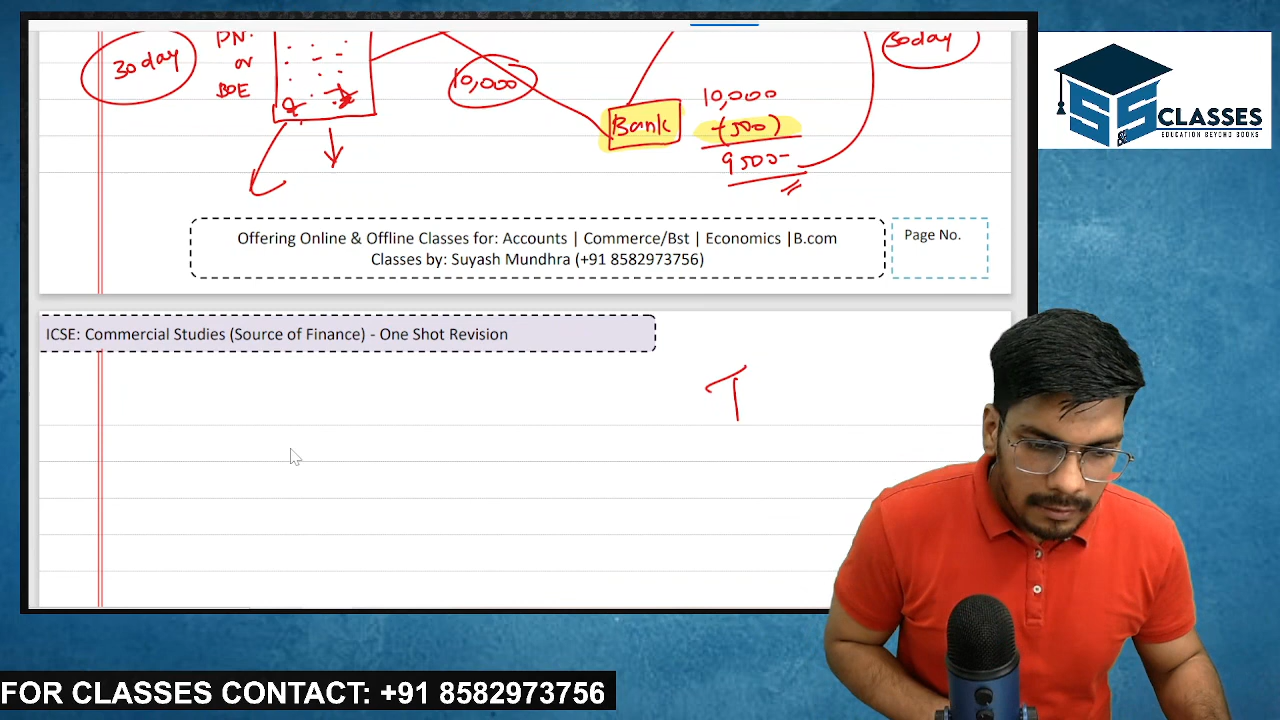 P.N.
or
BOE
30 day
10,000
Bank
10,000
(-500)
9500-
30 day
SS CLASSES
EDUCATION BEYOND BOOKS
Offering Online & Offline Classes for: Accounts | Commerce/Bst | Economics |B.com
Classes by: Suyash Mundhra (+91 8582973756)
Page No.
ICSE: Commercial Studies (Source of Finance) - One Shot Revision
T
FOR CLASSES CONTACT: +91 8582973756